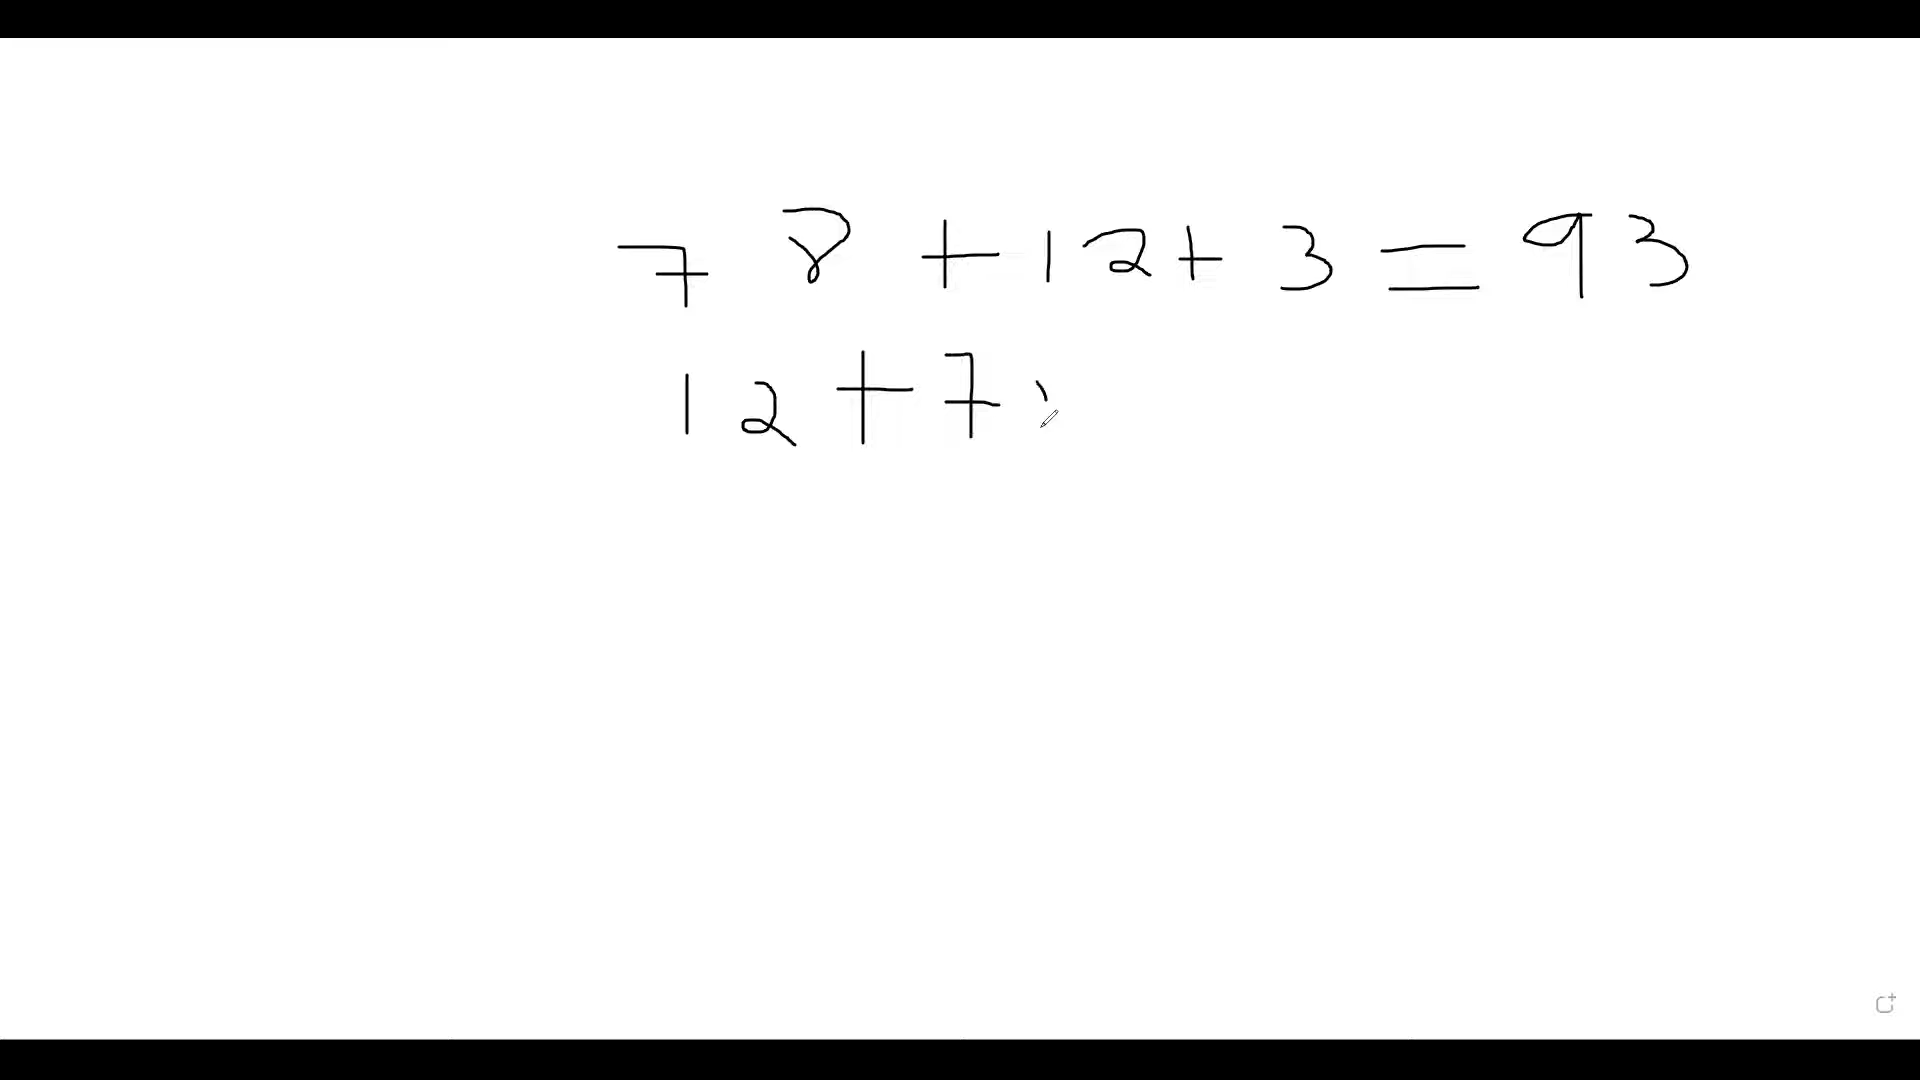 78 + 12 + 3 = 93
12 + 7